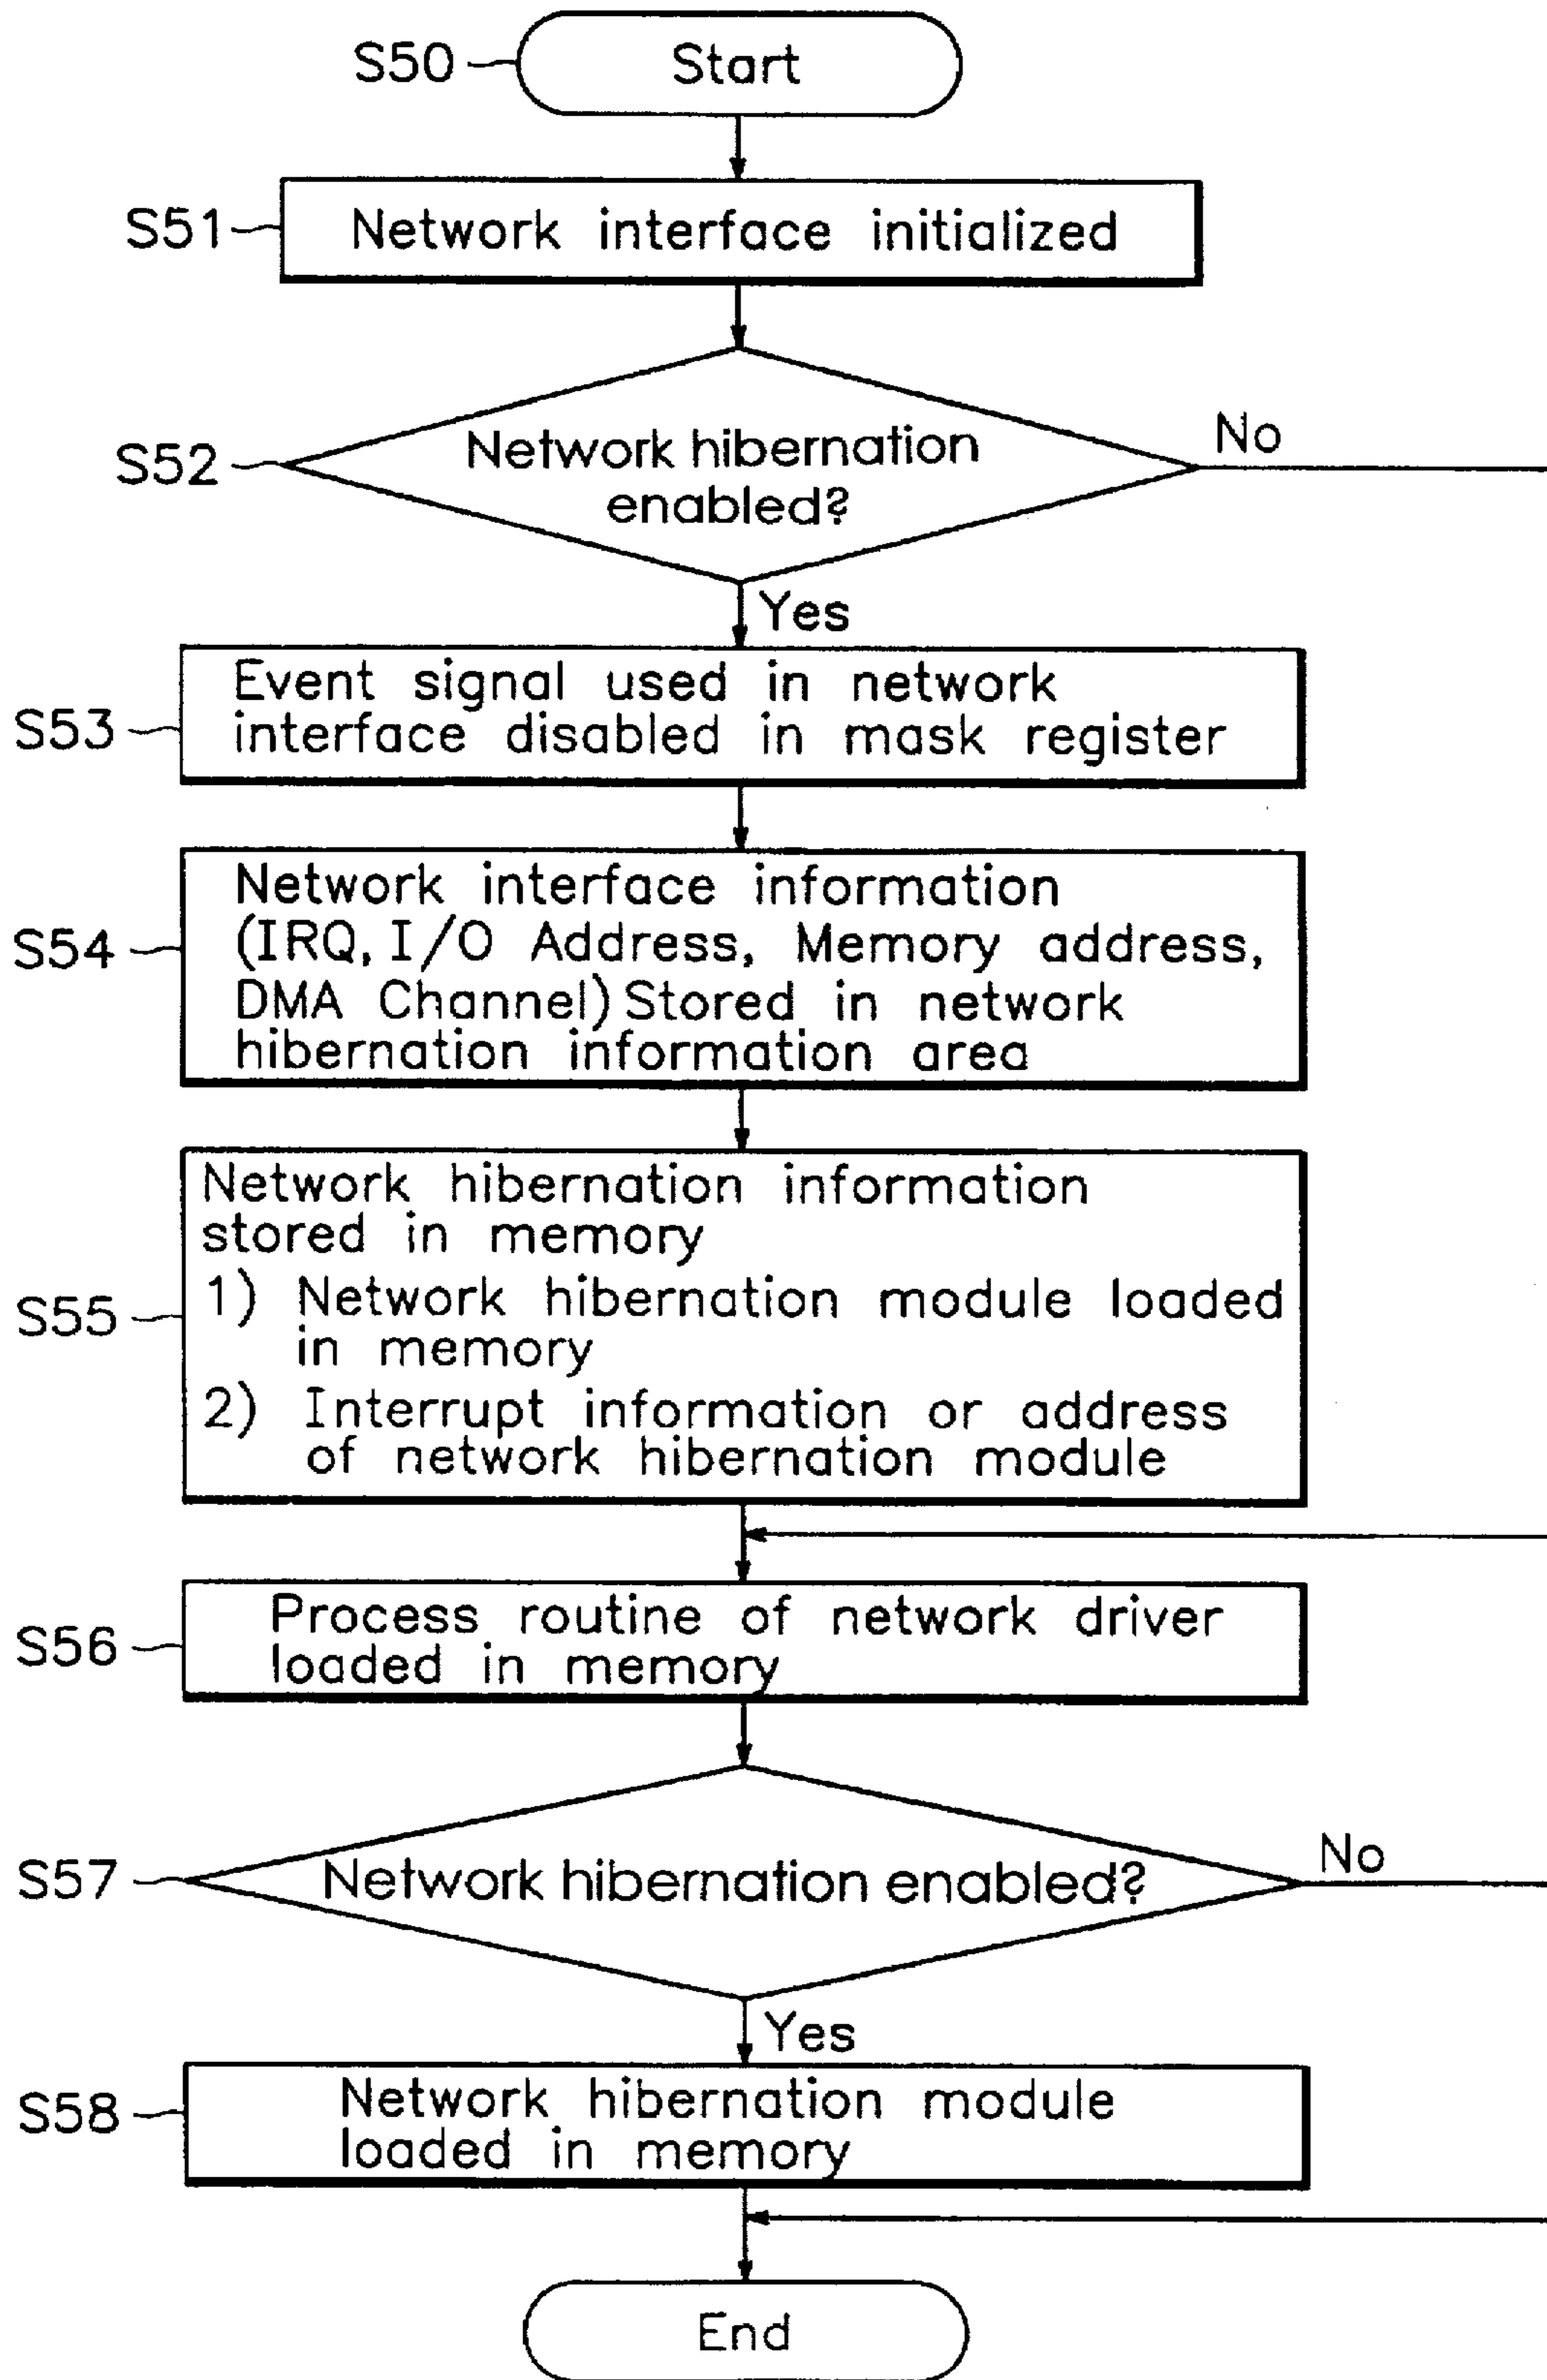 S50
Start
S51
Network interface initialized
S52
Network hibernation
enabled?
No
Yes
S53
Event signal used in network
interface disabled in mask register
S54
Network interface information
(IRQ, I/O Address, Memory address,
DMA Channel) Stored in network
hibernation information area
S55
Network hibernation information
stored in memory
1) Network hibernation module loaded
in memory
2) Interrupt information or address
of network hibernation module
S56
Process routine of network driver
loaded in memory
S57
Network hibernation enabled?
No
Yes
S58
Network hibernation module
loaded in memory
End